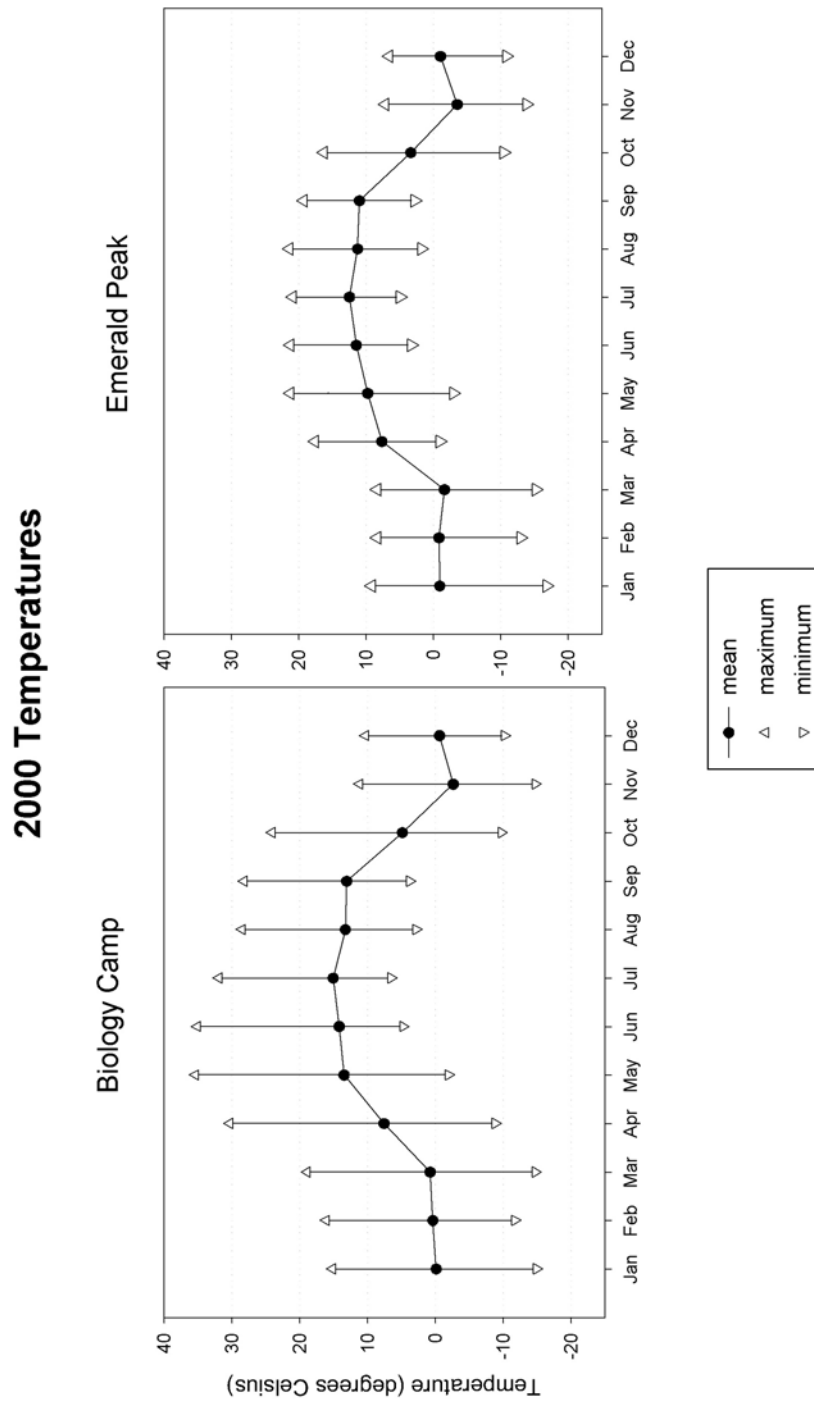 2000 Temperatures
Biology Camp
Temperature (degrees Celsius)
40
30
20
10
0
-10
-20
Jan Feb Mar Apr May Jun Jul Aug Sep Oct Nov Dec
Emerald Peak
40
30
20
10
0
-10
-20
Jan Feb Mar Apr May Jun Jul Aug Sep Oct Nov Dec
mean
maximum
minimum